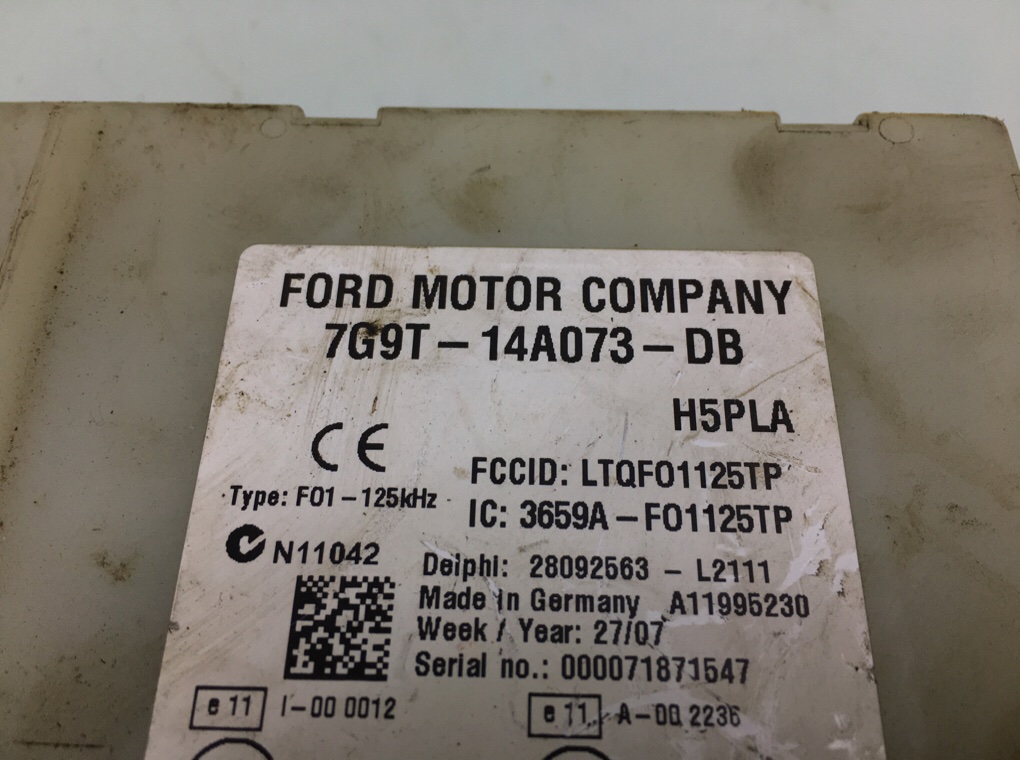 FORD MOTOR COMPANY
7G9T-14A073-DB
H5PLA
CE
FCCID: LTQFO1125TP
Type: FO1-125kHz
IC: 3659A-FO1125TP
N11042
Delphi: 28092563 - L2111
Made in Germany A11995230
Week / Year: 27/07
Serial no.: 000071871547
e 11 I-00 0012
e 11 A-00 2236